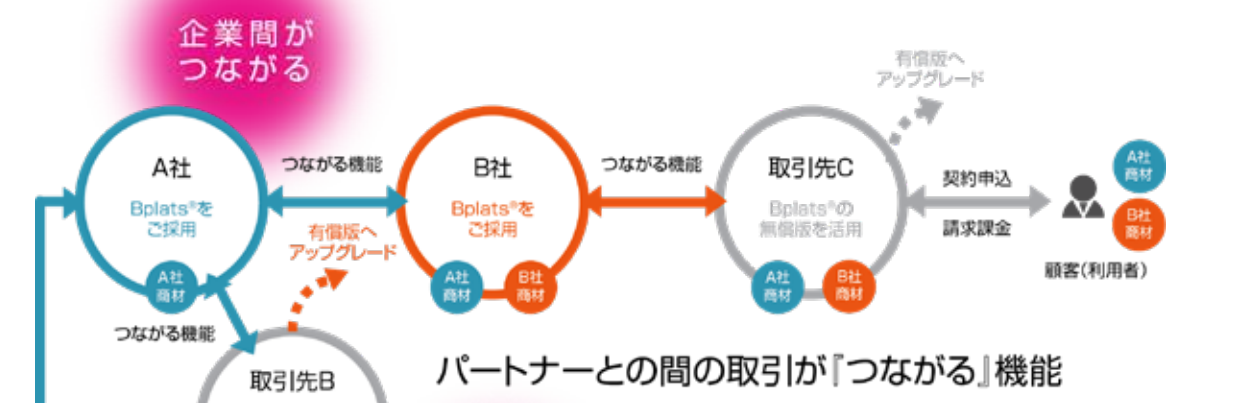 企業間が
つながる
有償版へ
アップグレード
A社
Bplats®を
ご採用
A社
商材
つながる機能
B社
Bplats®を
ご採用
A社
商材
B社
商材
つながる機能
取引先C
Bplats®の
無償版を活用
A社
商材
B社
商材
契約申込
請求課金
A社
商材
B社
商材
顧客(利用者)
有償版へ
アップグレード
つながる機能
取引先B
パートナーとの間の取引が『つながる』機能